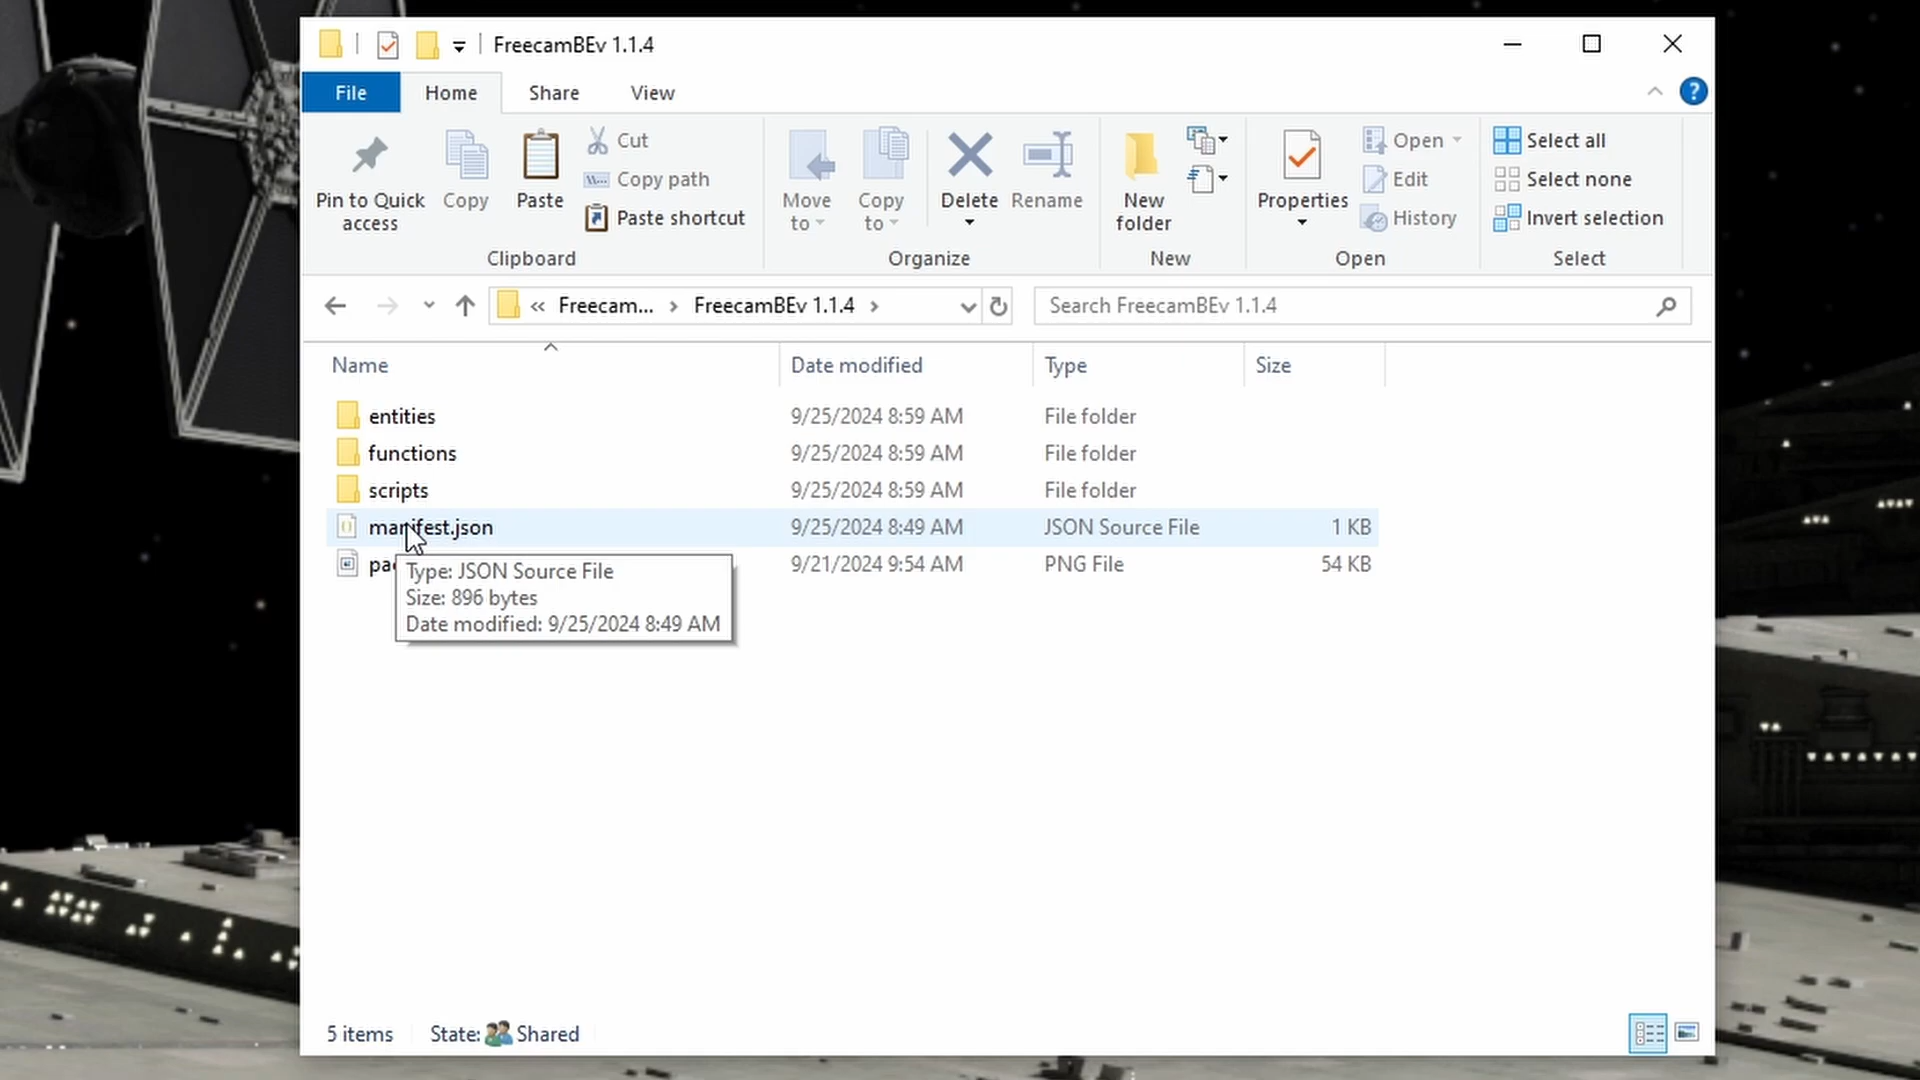 FreecamBEv 1.1.4
File Home Share View
Pin to Quick access
Copy
Paste
Cut
Copy path
Paste shortcut
Clipboard
Move to
Copy to
Delete
Rename
Organize
New folder
New
Properties
Open
Edit
History
Open
Select all
Select none
Invert selection
Select
« Freecam... > FreecamBEv 1.1.4 >
Search FreecamBEv 1.1.4
Name Date modified Type Size
entities 9/25/2024 8:59 AM File folder
functions 9/25/2024 8:59 AM File folder
scripts 9/25/2024 8:59 AM File folder
manifest.json 9/25/2024 8:49 AM JSON Source File 1 KB
9/21/2024 9:54 AM PNG File 54 KB
Type: JSON Source File
Size: 896 bytes
Date modified: 9/25/2024 8:49 AM
5 items State: Shared